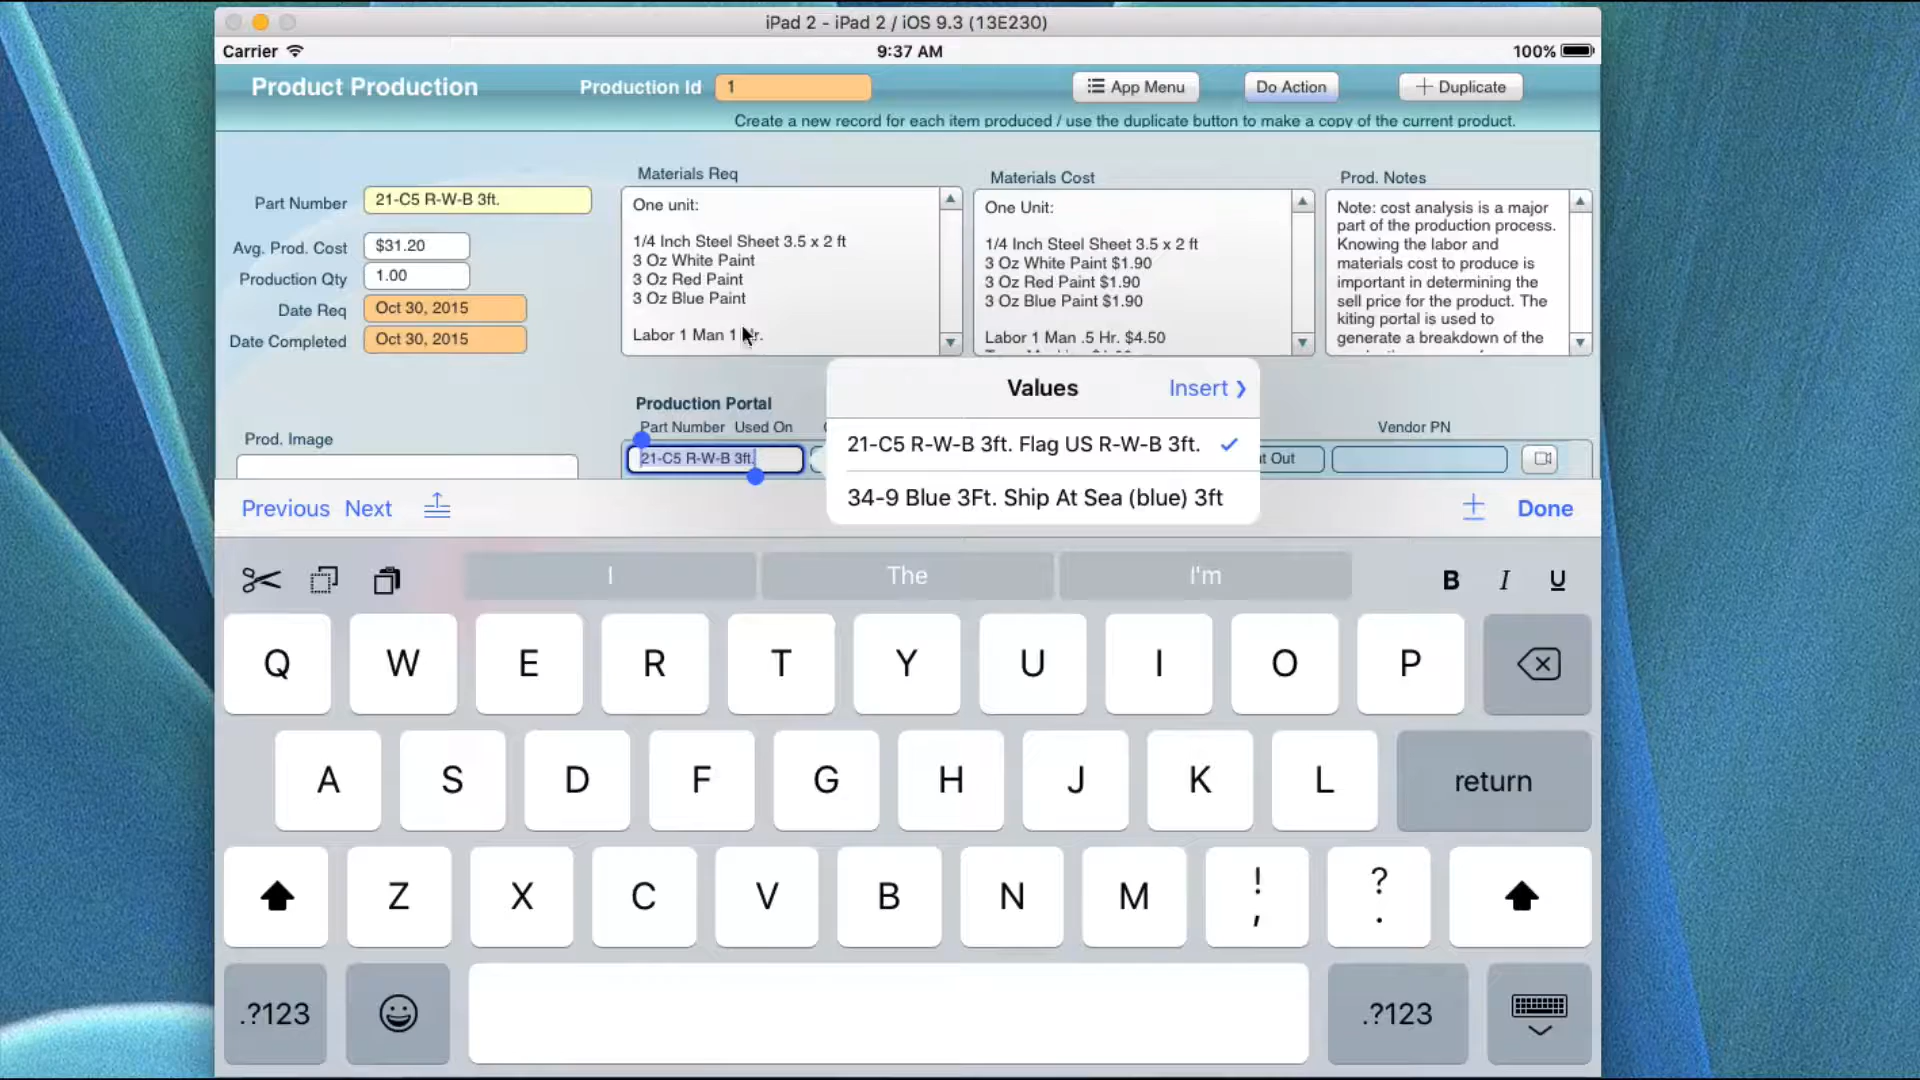 iPad 2 - iPad 2 / iOS 9.3 (13E230)
Carrier 9:37 AM 100%
Product Production Production Id 1 App Menu Do Action Duplicate
Create a new record for each item produced / use the duplicate button to make a copy of the current product.
Part Number 21-C5 R-W-B 3ft.
Avg. Prod. Cost $31.20
Production Qty 1.00
Date Req Oct 30, 2015
Date Completed Oct 30, 2015
Materials Req
One unit:
1/4 Inch Steel Sheet 3.5 x 2 ft
3 Oz White Paint
3 Oz Red Paint
3 Oz Blue Paint
Labor 1 Man 1 Hr.
Materials Cost
One Unit:
1/4 Inch Steel Sheet 3.5 x 2 ft
3 Oz White Paint $1.90
3 Oz Red Paint $1.90
3 Oz Blue Paint $1.90
Labor 1 Man .5 Hr. $4.50
Prod. Notes
Note: cost analysis is a major
part of the production process.
Knowing the labor and
materials cost to produce is
important in determining the
sell price for the product. The
kiting portal is used to
generate a breakdown of the
Prod. Image
Production Portal
Part Number Used On Vendor PN
21-C5 R-W-B 3ft. Out
Values Insert
21-C5 R-W-B 3ft. Flag US R-W-B 3ft.
34-9 Blue 3Ft. Ship At Sea (blue) 3ft
Previous Next Done
I The I'm B I U
Q W E R T Y U I O P
A S D F G H J K L return
Z X C V B N M ! , ? .
.?123 .?123